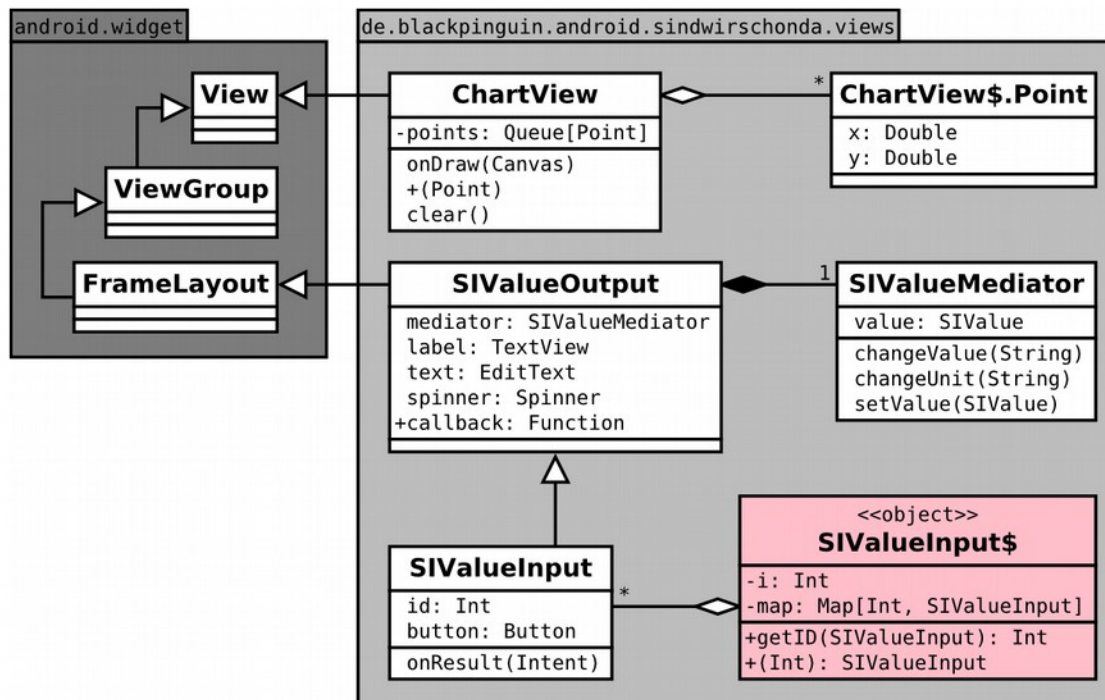 android.widget
View
ViewGroup
FrameLayout
de.blackpinguin.android.sindwirschonda.views
ChartView
-points: Queue[Point]
onDraw(Canvas)
+(Point)
clear()
*
ChartView$.Point
x: Double
y: Double
SIValueOutput
mediator: SIValueMediator
label: TextView
text: EditText
spinner: Spinner
+callback: Function
1
SIValueMediator
value: SIValue
changeValue(String)
changeUnit(String)
setValue(SIValue)
SIValueInput
id: Int
button: Button
onResult(Intent)
*
<<object>>
SIValueInput$
-i: Int
-map: Map[Int, SIValueInput]
+getID(SIValueInput): Int
+(Int): SIValueInput